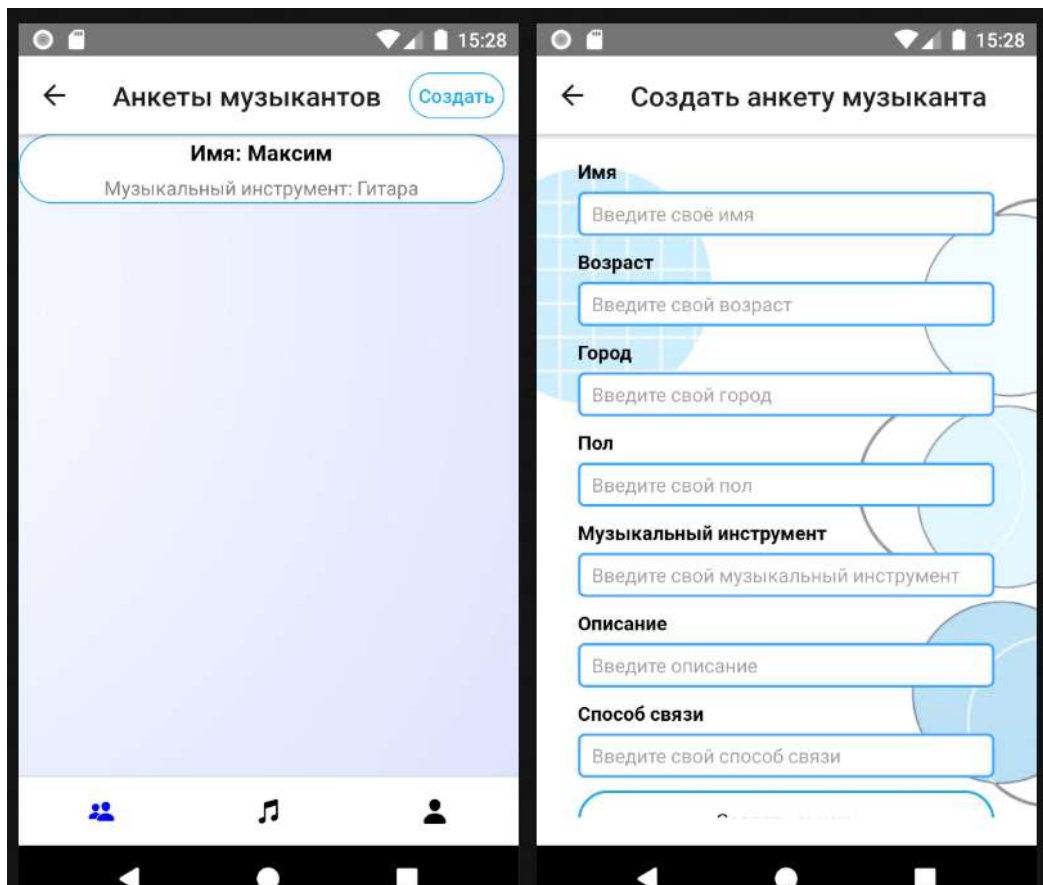 15:28
Анкеты музыкантов
Создать
Имя: Максим
Музыкальный инструмент: Гитара
15:28
Создать анкету музыканта
Имя
Введите своё имя
Возраст
Введите свой возраст
Город
Введите свой город
Пол
Введите свой пол
Музыкальный инструмент
Введите свой музыкальный инструмент
Описание
Введите описание
Способ связи
Введите свой способ связи